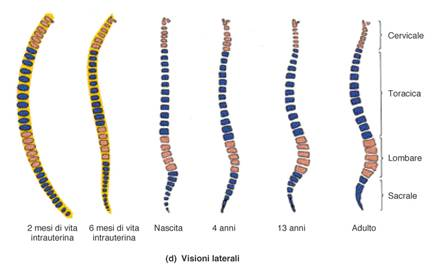 Cervicale
Toracica
Lombare
Sacrale
2 mesi di vita
intrauterina
6 mesi di vita
intrauterina
Nascita
4 anni
13 anni
Adulto
(d) Visioni laterali